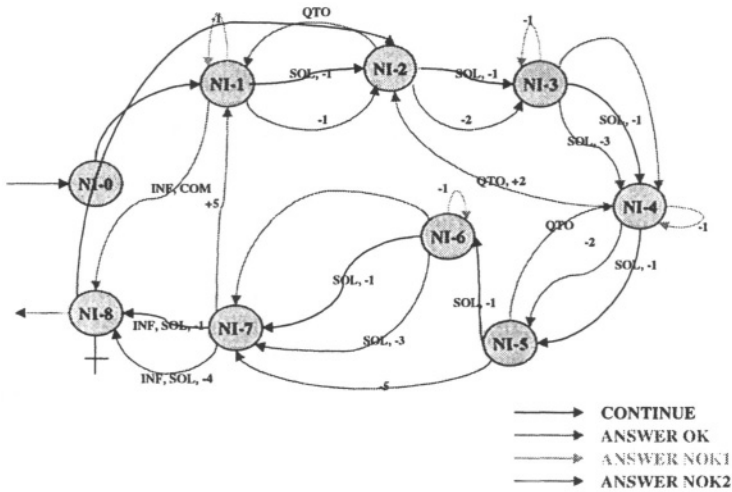 -1
QTO
-1
NI-1
SOL, -1
NI-2
SOL, -1
NI-3
-1
-2
SOL, -1
SOL, -3
NI-0
INF, COM
+5
QTO, +2
NI-4
-1
-1
NI-6
QTO
-2
SOL, -1
SOL, -1
SOL, -1
NI-8
INF, SOL, -1
NI-7
SOL, -3
NI-5
INF, SOL, -4
-5
CONTINUE
ANSWER OK
ANSWER NOK1
ANSWER NOK2